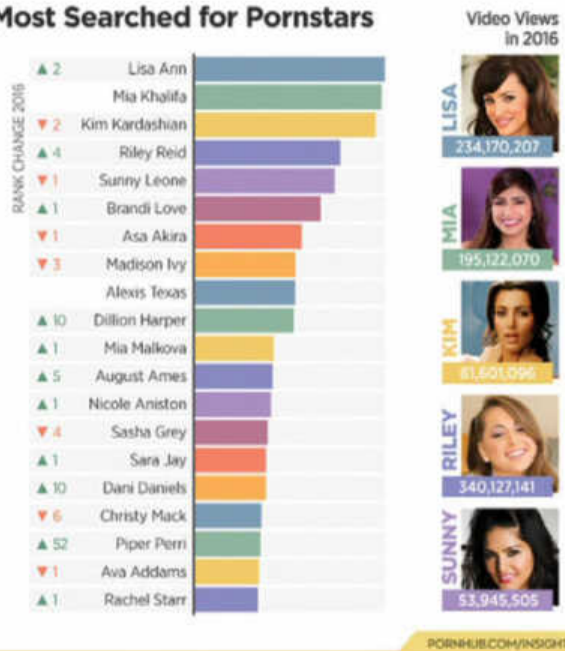 Most Searched for Pornstars
Video Views
in 2016
RANK CHANGE 2016
▲ 2 Lisa Ann
Mia Khalifa
▼ 2 Kim Kardashian
▲ 4 Riley Reid
▼ 1 Sunny Leone
▲ 1 Brandi Love
▼ 1 Asa Akira
▼ 3 Madison Ivy
Alexis Texas
▲ 10 Dillion Harper
▲ 1 Mia Malkova
▲ 5 August Ames
▲ 1 Nicole Aniston
▼ 4 Sasha Grey
▲ 1 Sara Jay
▲ 10 Dani Daniels
▼ 6 Christy Mack
▲ 52 Piper Perri
▼ 1 Ava Addams
▲ 1 Rachel Starr
LISA
234,170,207
MIA
195,122,070
KIM
61,601,096
RILEY
340,127,141
SUNNY
53,945,505
PORNHUB.COM/INSIGHT